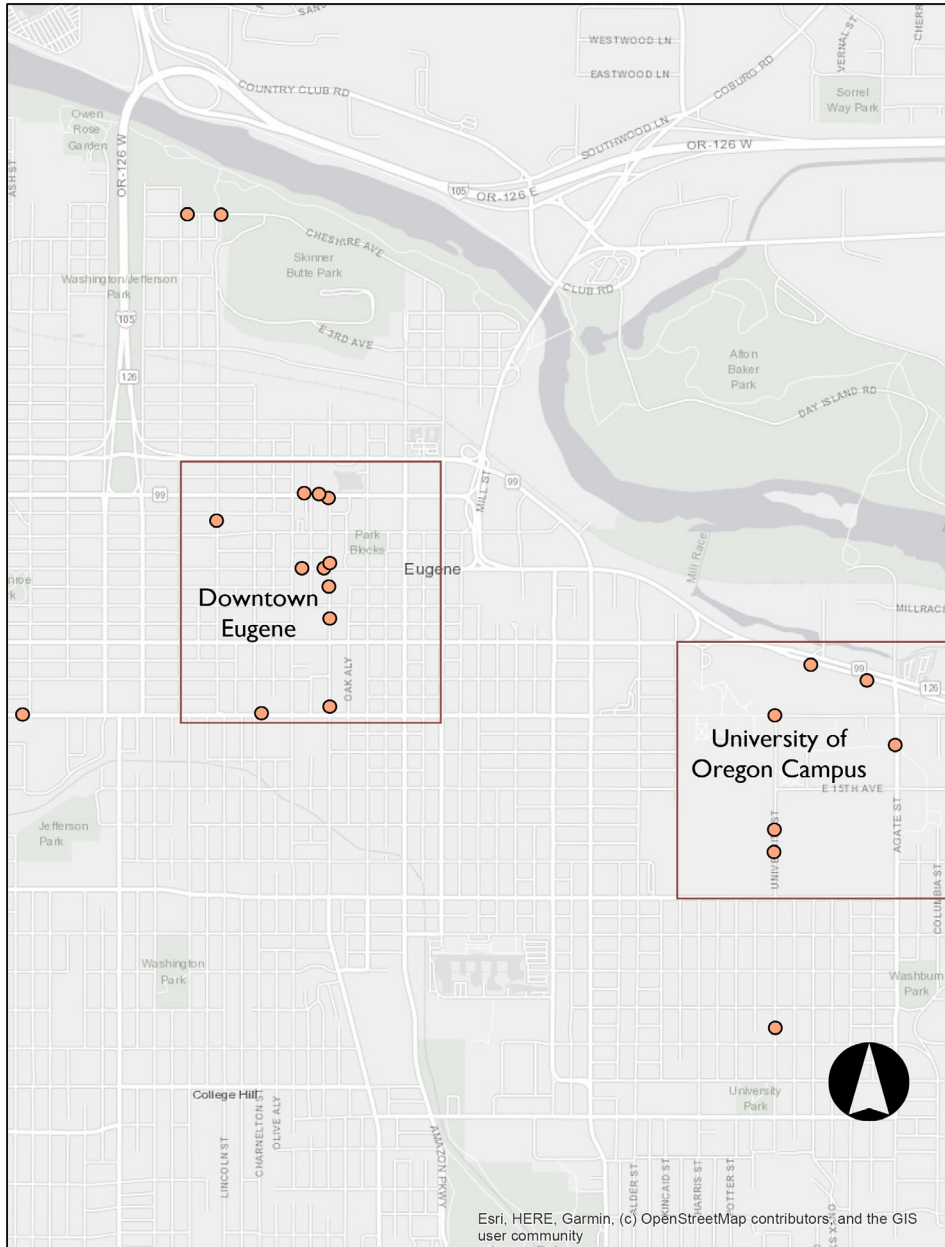 WESTWOOD LN
VERNAL ST
EASTWOOD LN
COBURG RD
COUNTRY CLUB RD
Sorrel
Way Park
Owen
Rose
Garden
OR-126 W
SOUTHWOOD LN
OR-126 W
ASH ST
105
OR-126 E
CHESHIRE AVE
Skinner
Butte Park
Washington/Jefferson
Park
CLUB RD
105
E 3RD AVE
126
Alton
Baker
Park
DAY ISLAND RD
99
MILL ST
99
Park
Blocks
Mill Race
Eugene
Downtown
Eugene
MILLRACE
OAK ALY
99
126
University of
Oregon Campus
E 15TH AVE
Jefferson
Park
AGATE ST
COLUMBIA ST
Washington
Park
Washburn
Park
College Hill
University
Park
CHARNELTON ST
OLIVE ALY
LINCOLN ST
AMAZON PKWY
ALDER ST
KINCAID ST
HARRIS ST
POTTER ST
Esri, HERE, Garmin, (c) OpenStreetMap contributors, and the GIS
user community